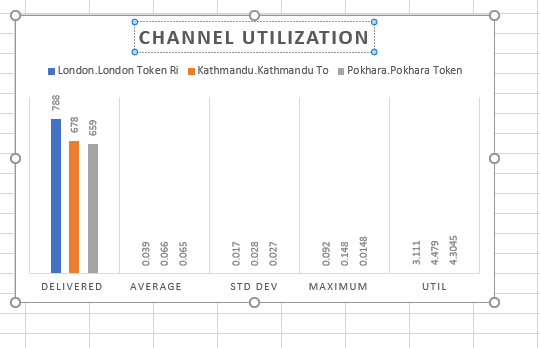 CHANNEL UTILIZATION
London.London Token Ri Kathmandu.Kathmandu To Pokhara.Pokhara Token
788 678 659
0.039 0.066 0.065
0.017 0.028 0.027
0.092 0.148 0.0148
3.111 4.479 4.3045
DELIVERED AVERAGE STD DEV MAXIMUM UTIL